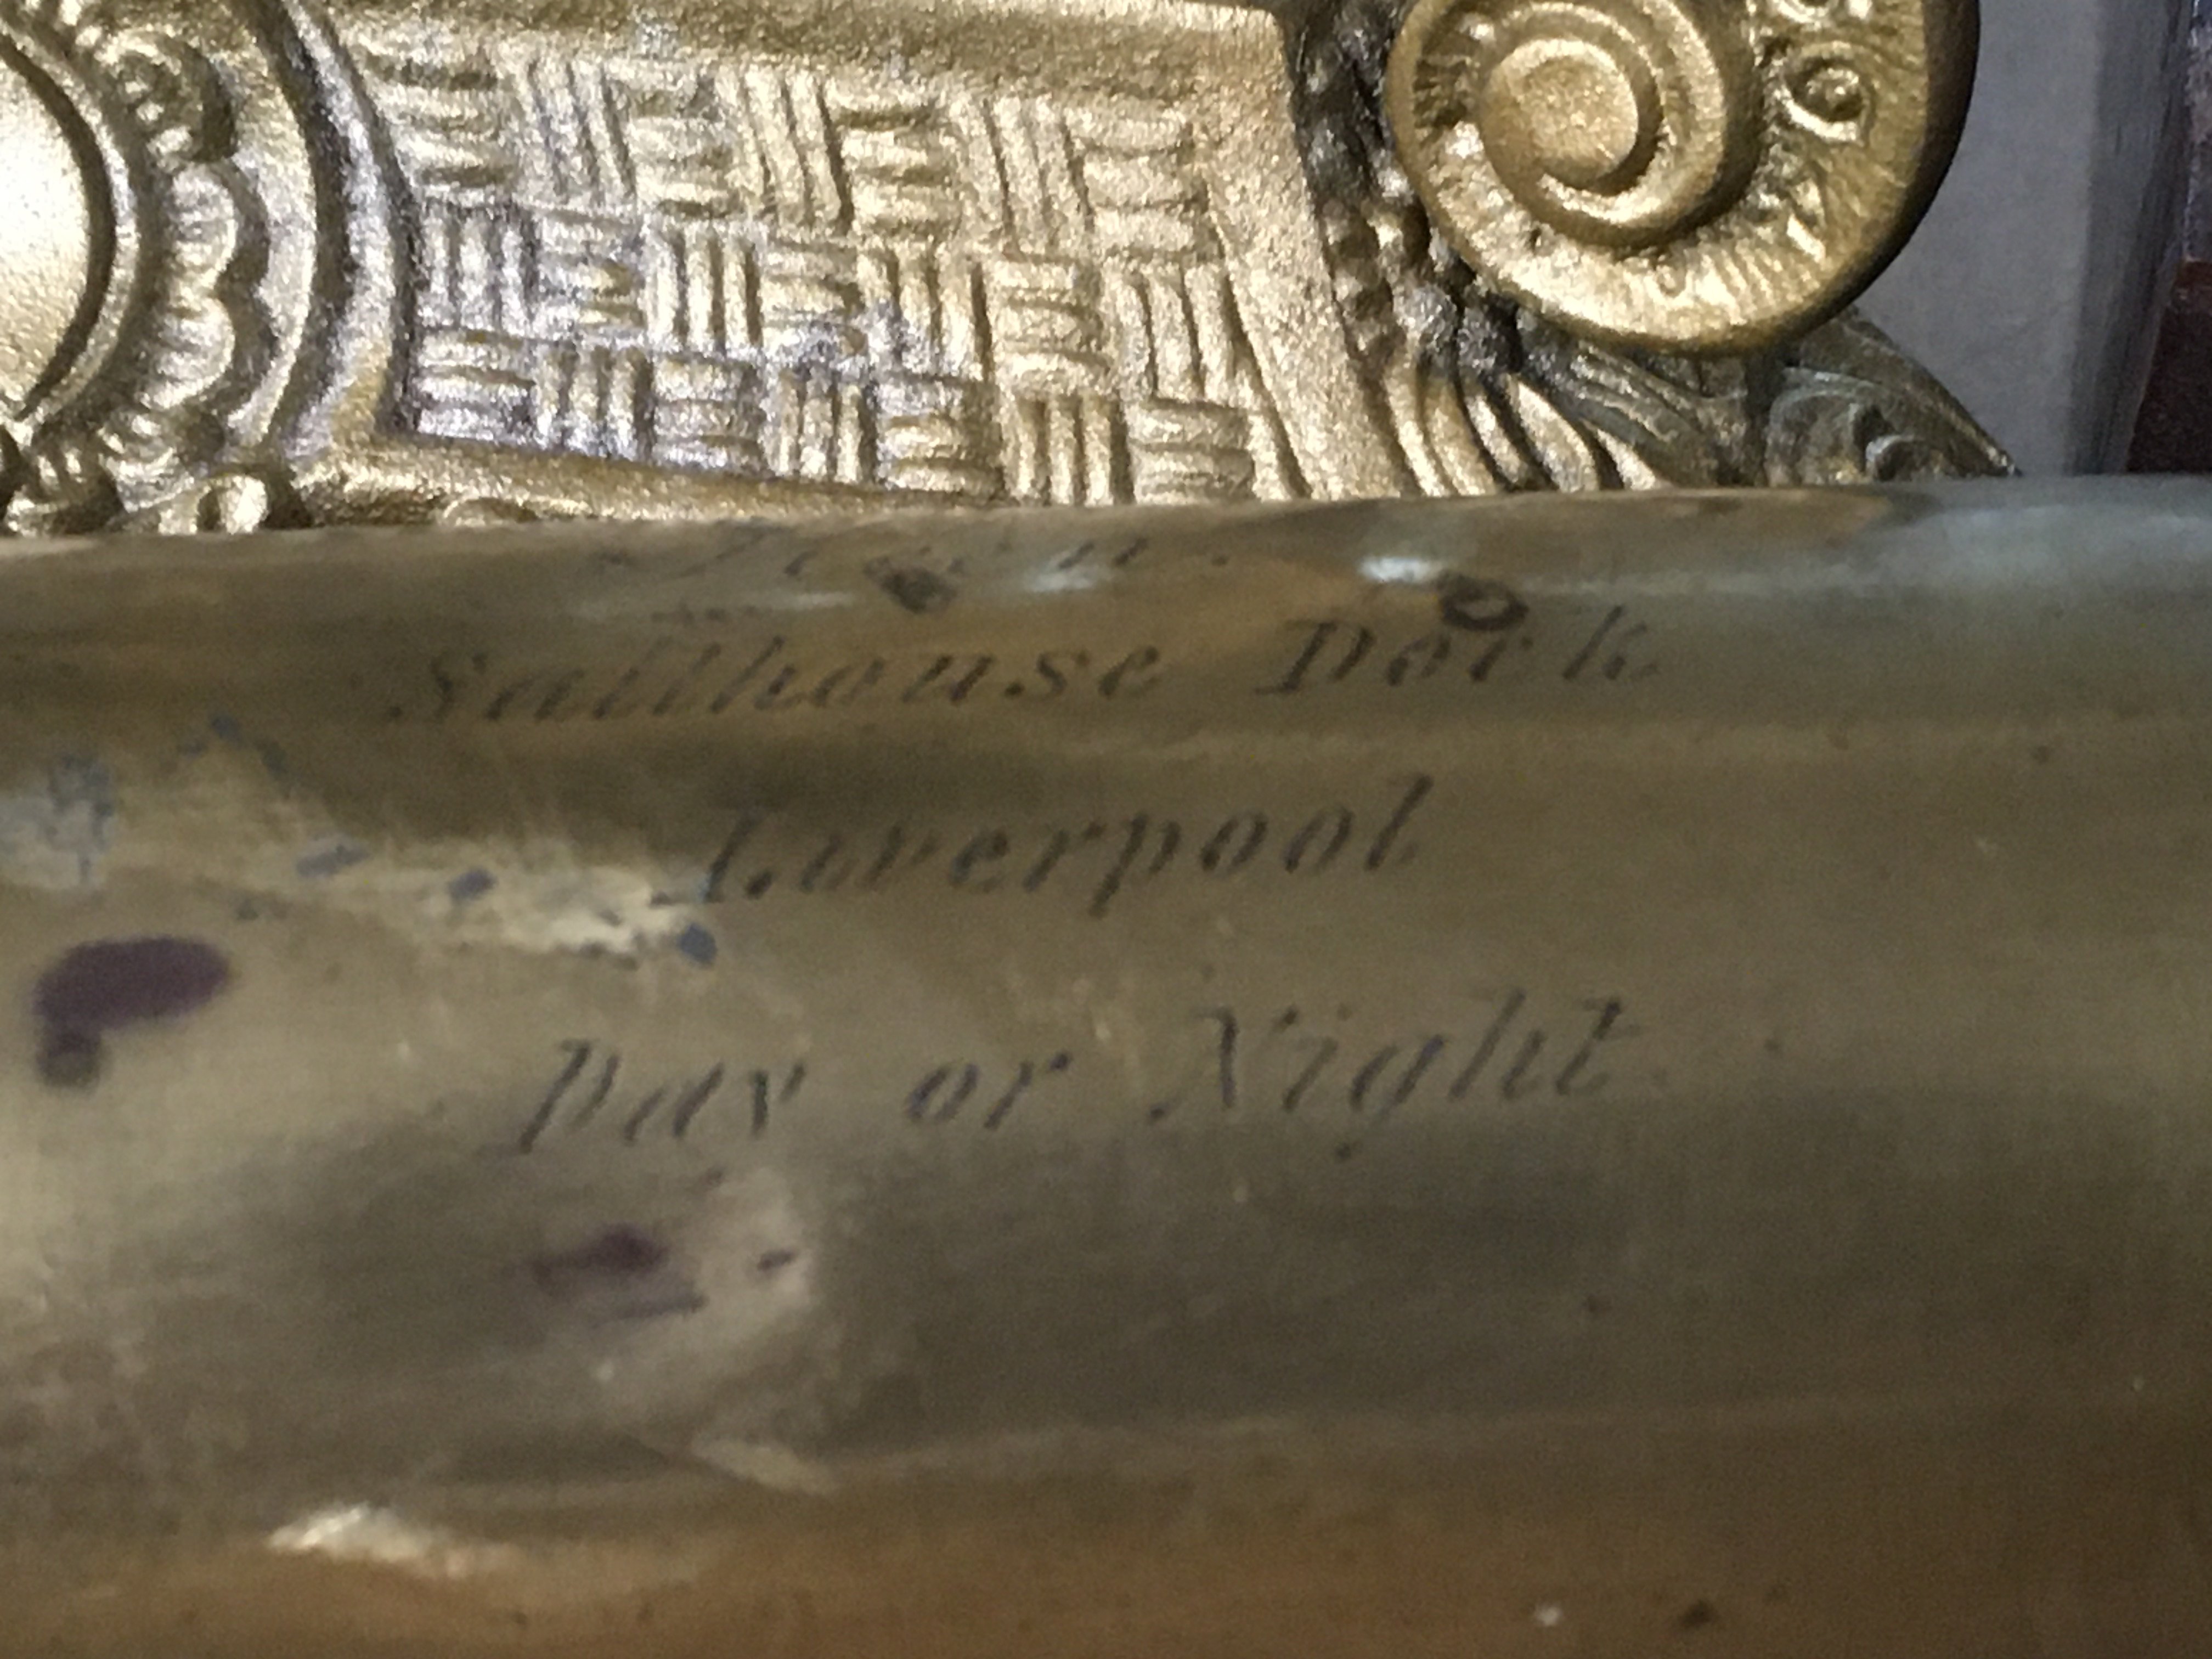 Salthouse Dock
Liverpool
Day or Night